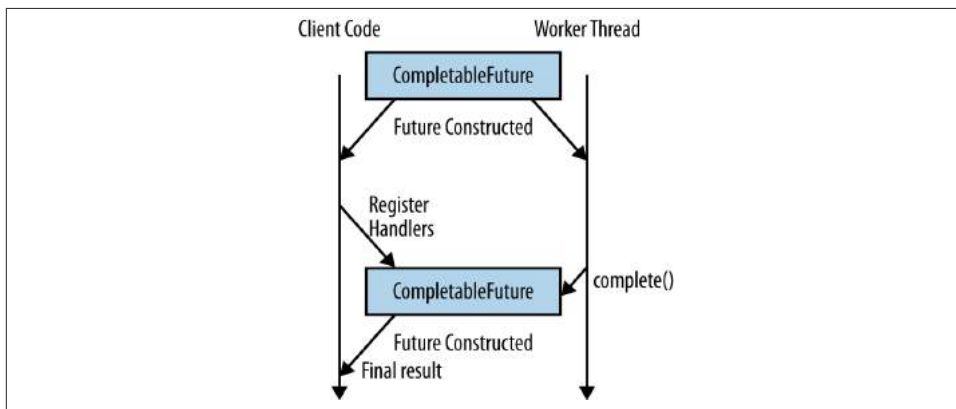 Client Code
Worker Thread
CompletableFuture
Future Constructed
Register
Handlers
CompletableFuture
complete()
Future Constructed
Final result